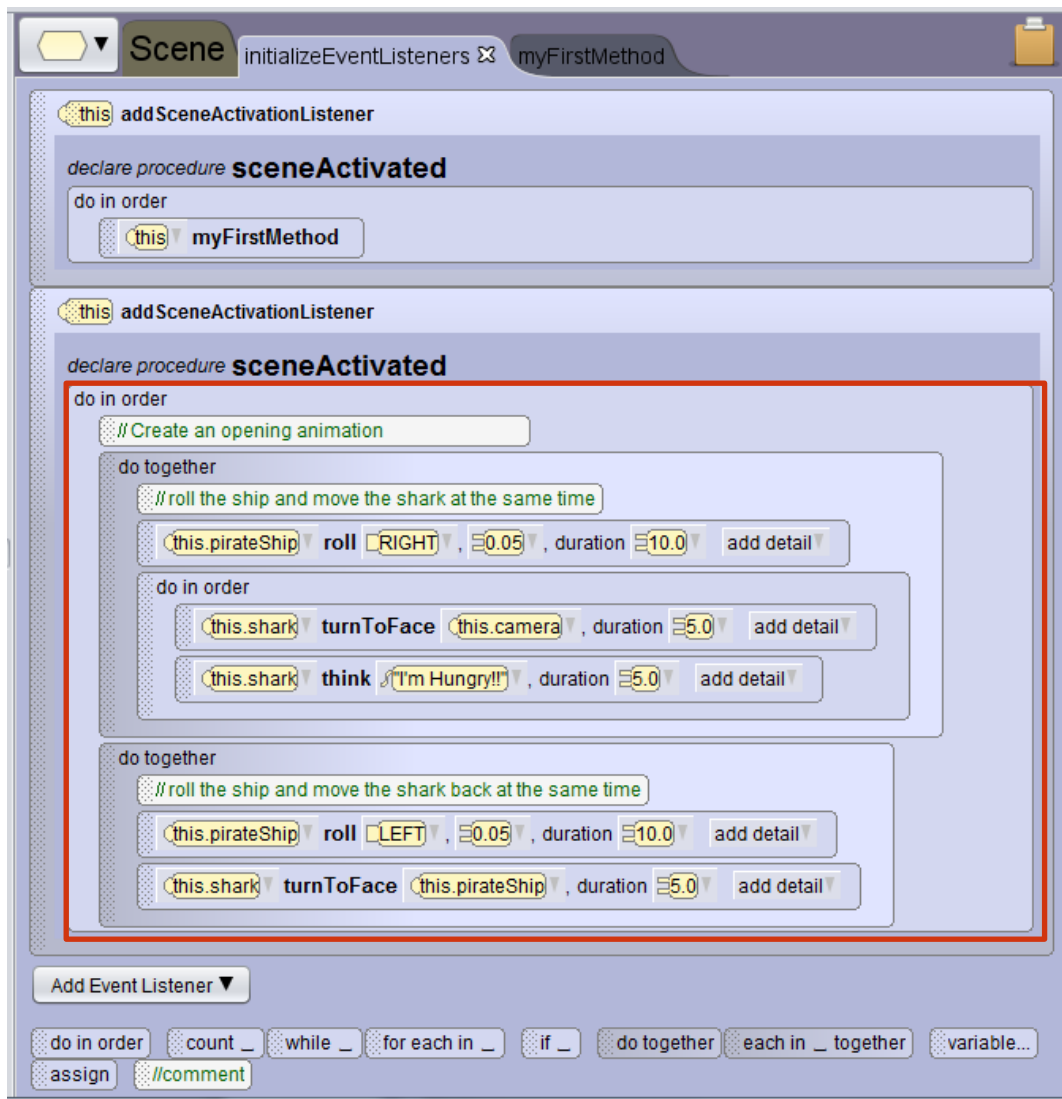 Scene initializeEventListeners myFirstMethod
this addSceneActivationListener
declare procedure sceneActivated
do in order
this myFirstMethod
this addSceneActivationListener
declare procedure sceneActivated
do in order
// Create an opening animation
do together
// roll the ship and move the shark at the same time
this.pirateShip roll RIGHT , 0.05 , duration 10.0 add detail
do in order
this.shark turnToFace this.camera , duration 5.0 add detail
this.shark think "I'm Hungry!!" , duration 5.0 add detail
do together
// roll the ship and move the shark back at the same time
this.pirateShip roll LEFT , 0.05 , duration 10.0 add detail
this.shark turnToFace this.pirateShip , duration 5.0 add detail
Add Event Listener
do in order count _ while _ for each in _ if _ do together each in _ together variable...
assign //comment